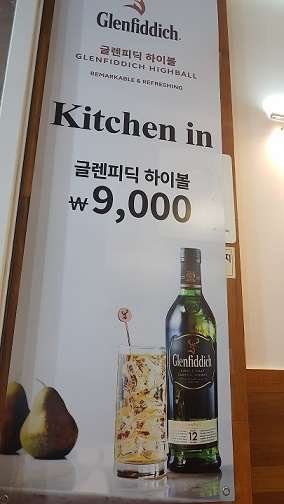 Glenfiddich.
글렌피딕 하이볼
GLENFIDDICH HIGHBALL
REMARKABLE & REFRESHING
Kitchen in
글렌피딕 하이볼
₩9,000
지
Glenfiddich
12